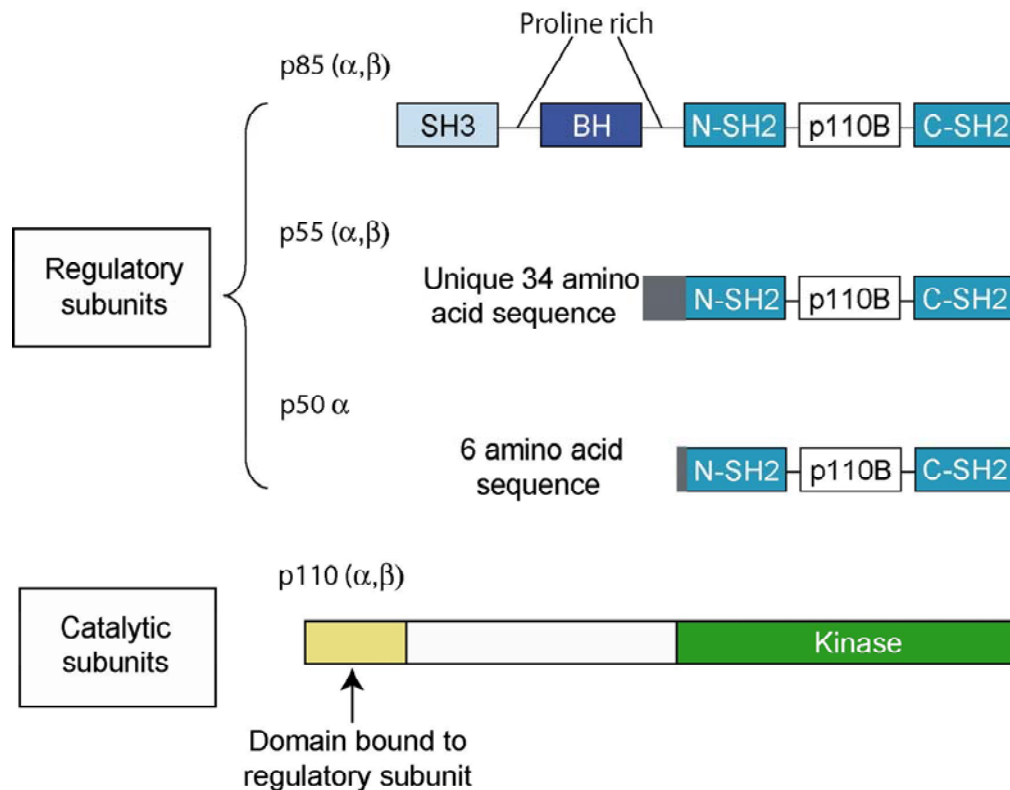 Proline rich
p85 (α,β)
SH3
BH
N-SH2
p110B
C-SH2
Regulatory
subunits
p55 (α,β)
Unique 34 amino
acid sequence
N-SH2
p110B
C-SH2
p50 α
6 amino acid
sequence
N-SH2
p110B
C-SH2
p110 (α,β)
Catalytic
subunits
Kinase
Domain bound to
regulatory subunit